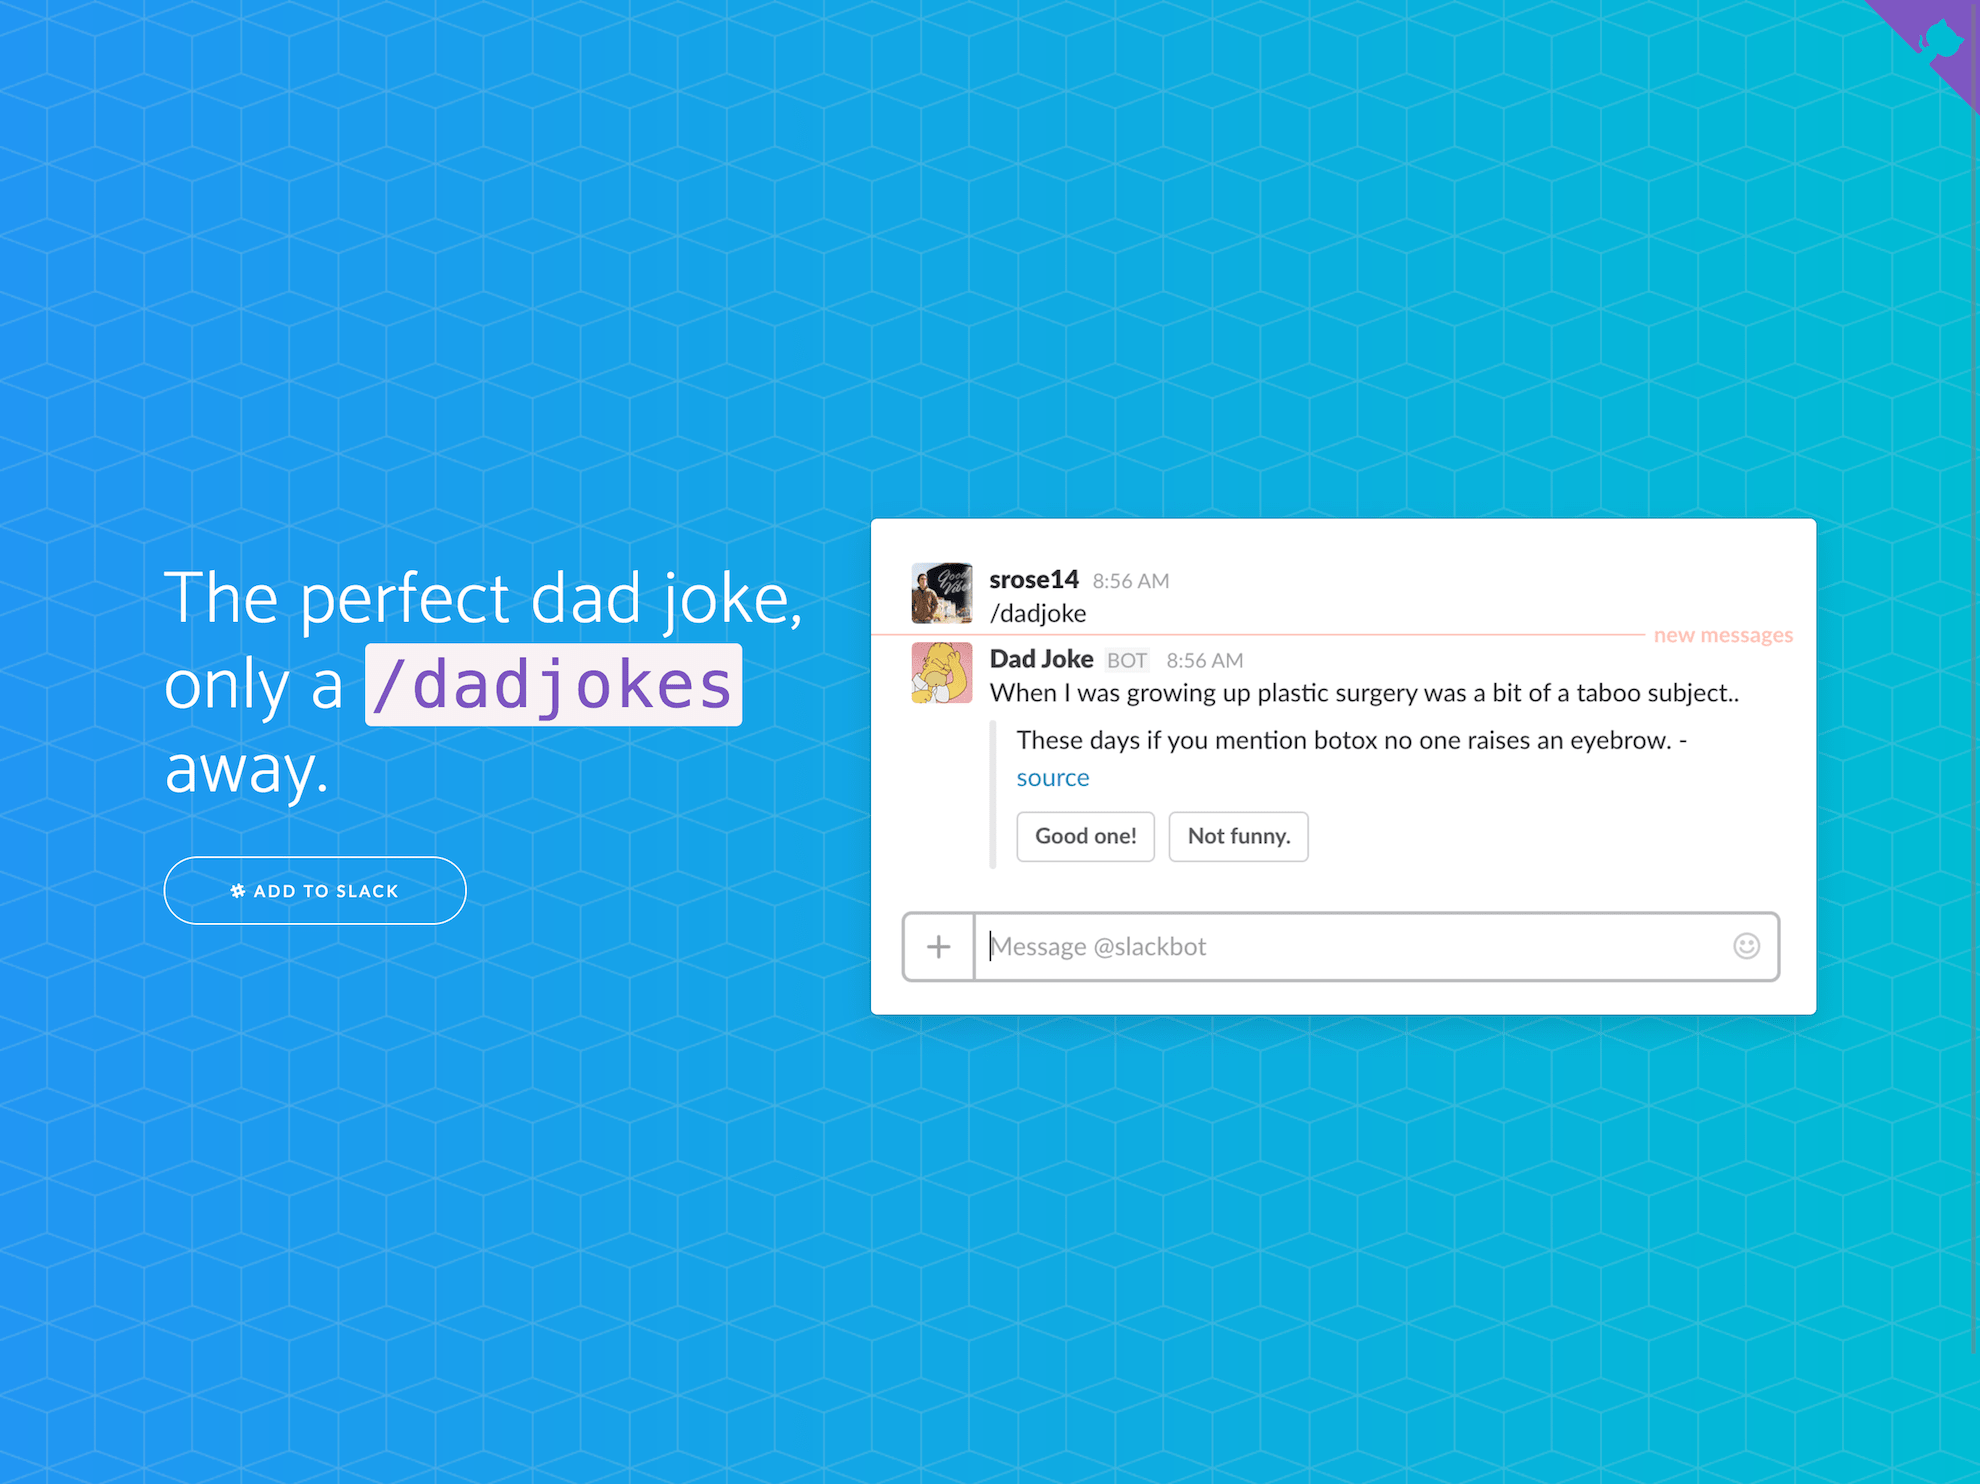 The perfect dad joke,
only a /dadjokes
away.
ADD TO SLACK
Good
Vibes
srose14 8:56 AM
/dadjoke
new messages
Dad Joke BOT 8:56 AM
When I was growing up plastic surgery was a bit of a taboo subject..
These days if you mention botox no one raises an eyebrow. -
source
Good one! Not funny.
Message @slackbot